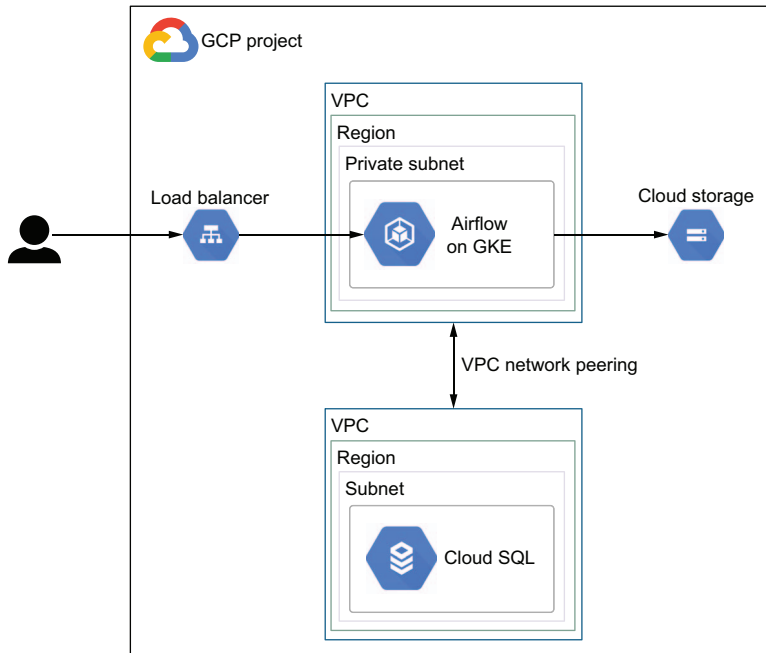 GCP project
VPC
Region
Private subnet
Load balancer
Airflow
on GKE
Cloud storage
VPC network peering
VPC
Region
Subnet
Cloud SQL